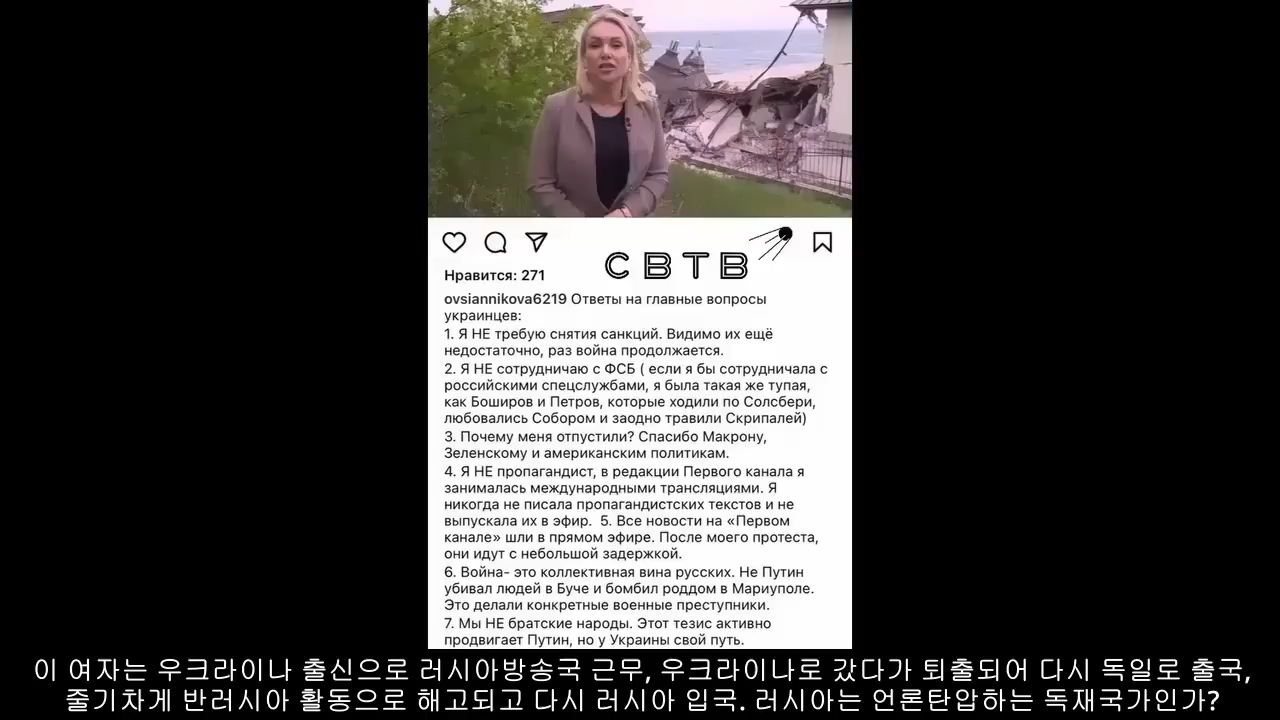 СВТВ
Нравится: 271
ovsiannikova6219 Ответы на главные вопросы
украинцев:
1. Я НЕ требую снятия санкций. Видимо их ещё
недостаточно, раз война продолжается.
2. Я НЕ сотрудничаю с ФСБ ( если я бы сотрудничала с
российскими спецслужбами, я была такая же тупая,
как Боширов и Петров, которые ходили по Солсбери,
любовались Собором и заодно травили Скрипалей)
3. Почему меня отпустили? Спасибо Макрону,
Зеленскому и американским политикам.
4. Я НЕ пропагандист, в редакции Первого канала я
занималась международными трансляциями. Я
никогда не писала пропагандистских текстов и не
выпускала их в эфир.  5. Все новости на «Первом
канале» шли в прямом эфире. После моего протеста,
они идут с небольшой задержкой.
6. Война- это коллективная вина русских. Не Путин
убивал людей в Буче и бомбил роддом в Мариуполе.
Это делали конкретные военные преступники.
7. Мы НЕ братские народы. Этот тезис активно
продвигает Путин, но у Украины свой путь.
이 여자는 우크라이나 출신으로 러시아방송국 근무, 우크라이나로 갔다가 퇴출되어 다시 독일로 출국,
줄기차게 반러시아 활동으로 해고되고 다시 러시아 입국. 러시아는 언론탄압하는 독재국가인가?